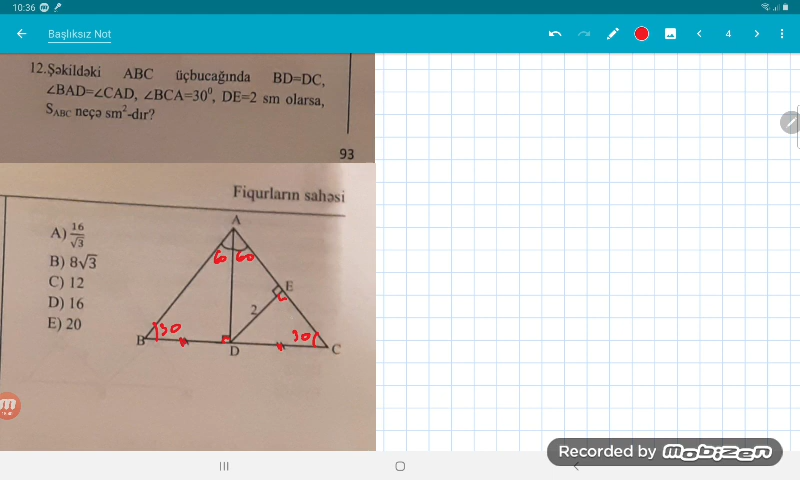 10:36
Başlıksız Not
4
12.Şəkildəki ABC üçbucağında BD=DC,
∠BAD=∠CAD, ∠BCA=30⁰, DE=2 sm olarsa,
S_ABC neçə sm²-dır?
93
Fiqurların sahəsi
A) 16/√3
B) 8√3
C) 12
D) 16
E) 20
A
60 60
E
2
30
30
B
D
C
Recorded by mobizen